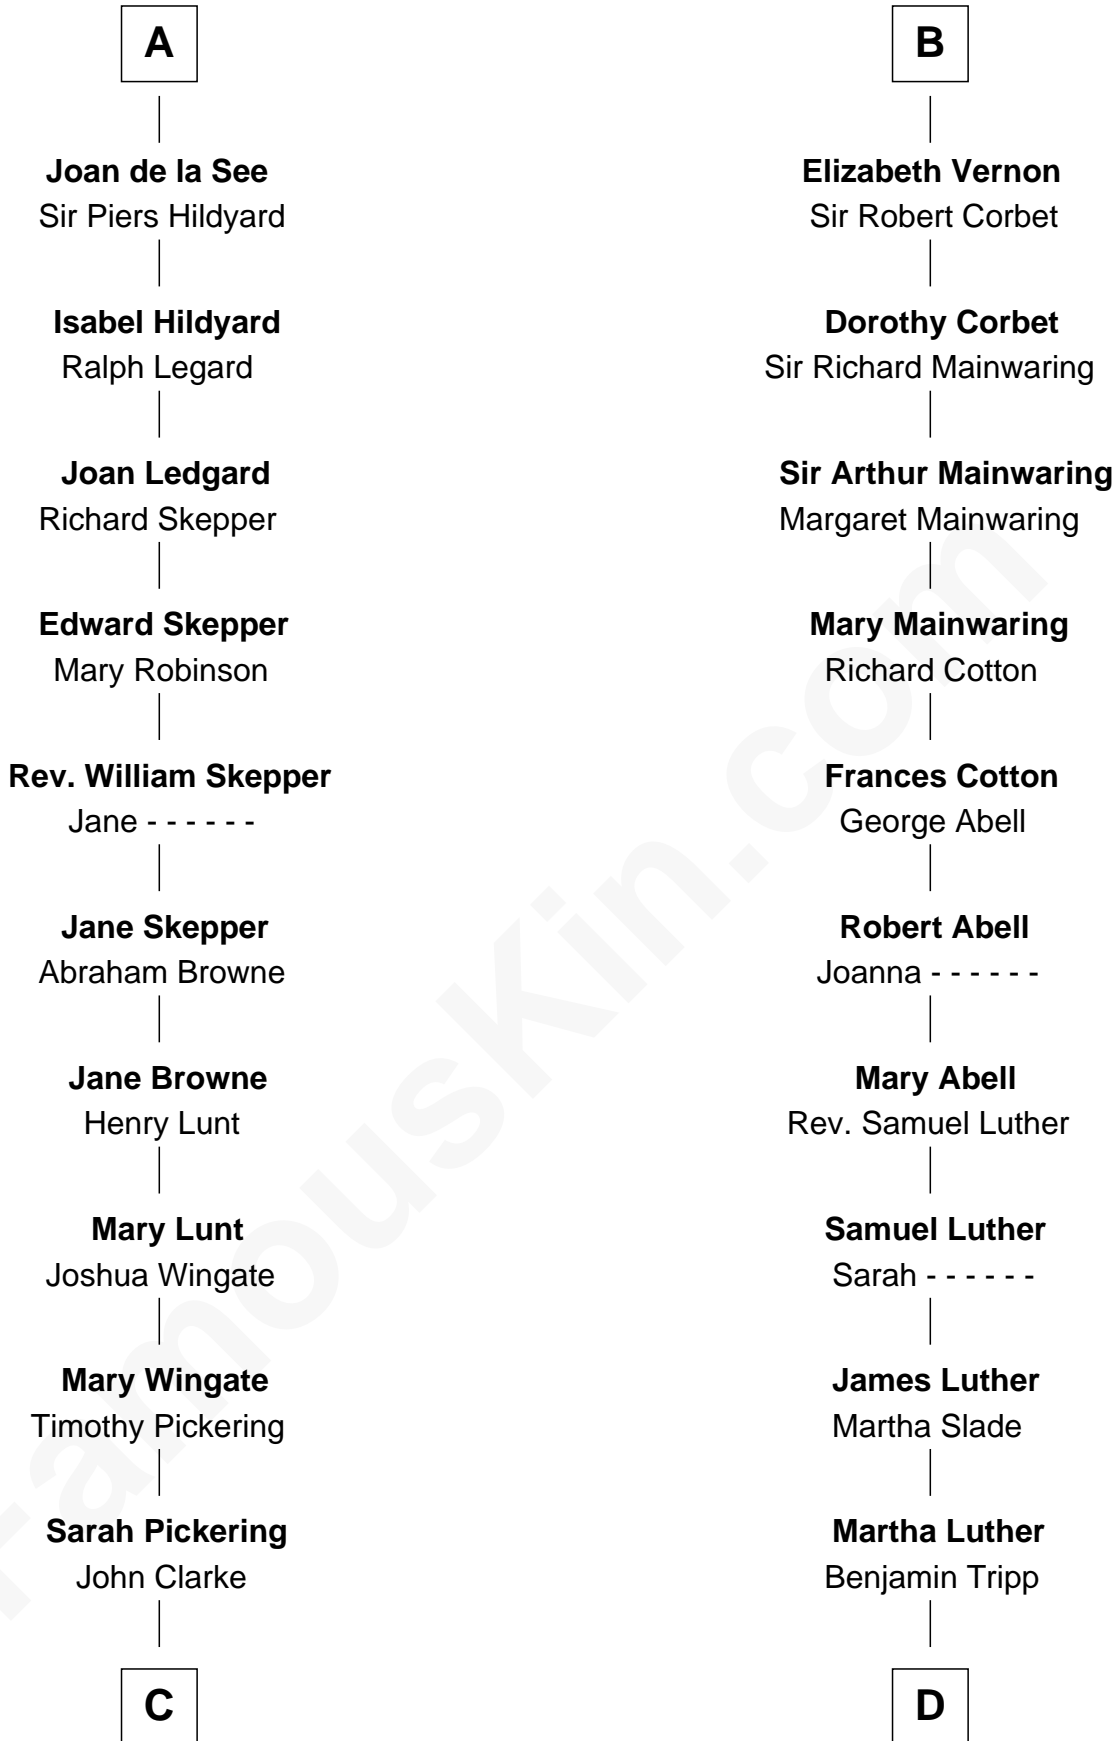 A
Joan de la See
Sir Piers Hildyard
Isabel Hildyard
Ralph Legard
Joan Ledgard
Richard Skepper
Edward Skepper
Mary Robinson
Rev. William Skepper
Jane - - - - - -
Jane Skepper
Abraham Browne
Jane Browne
Henry Lunt
Mary Lunt
Joshua Wingate
Mary Wingate
Timothy Pickering
Sarah Pickering
John Clarke
C
B
Elizabeth Vernon
Sir Robert Corbet
Dorothy Corbet
Sir Richard Mainwaring
Sir Arthur Mainwaring
Margaret Mainwaring
Mary Mainwaring
Richard Cotton
Frances Cotton
George Abell
Robert Abell
Joanna - - - - - -
Mary Abell
Rev. Samuel Luther
Samuel Luther
Sarah - - - - - -
James Luther
Martha Slade
Martha Luther
Benjamin Tripp
D
FamousKin.com